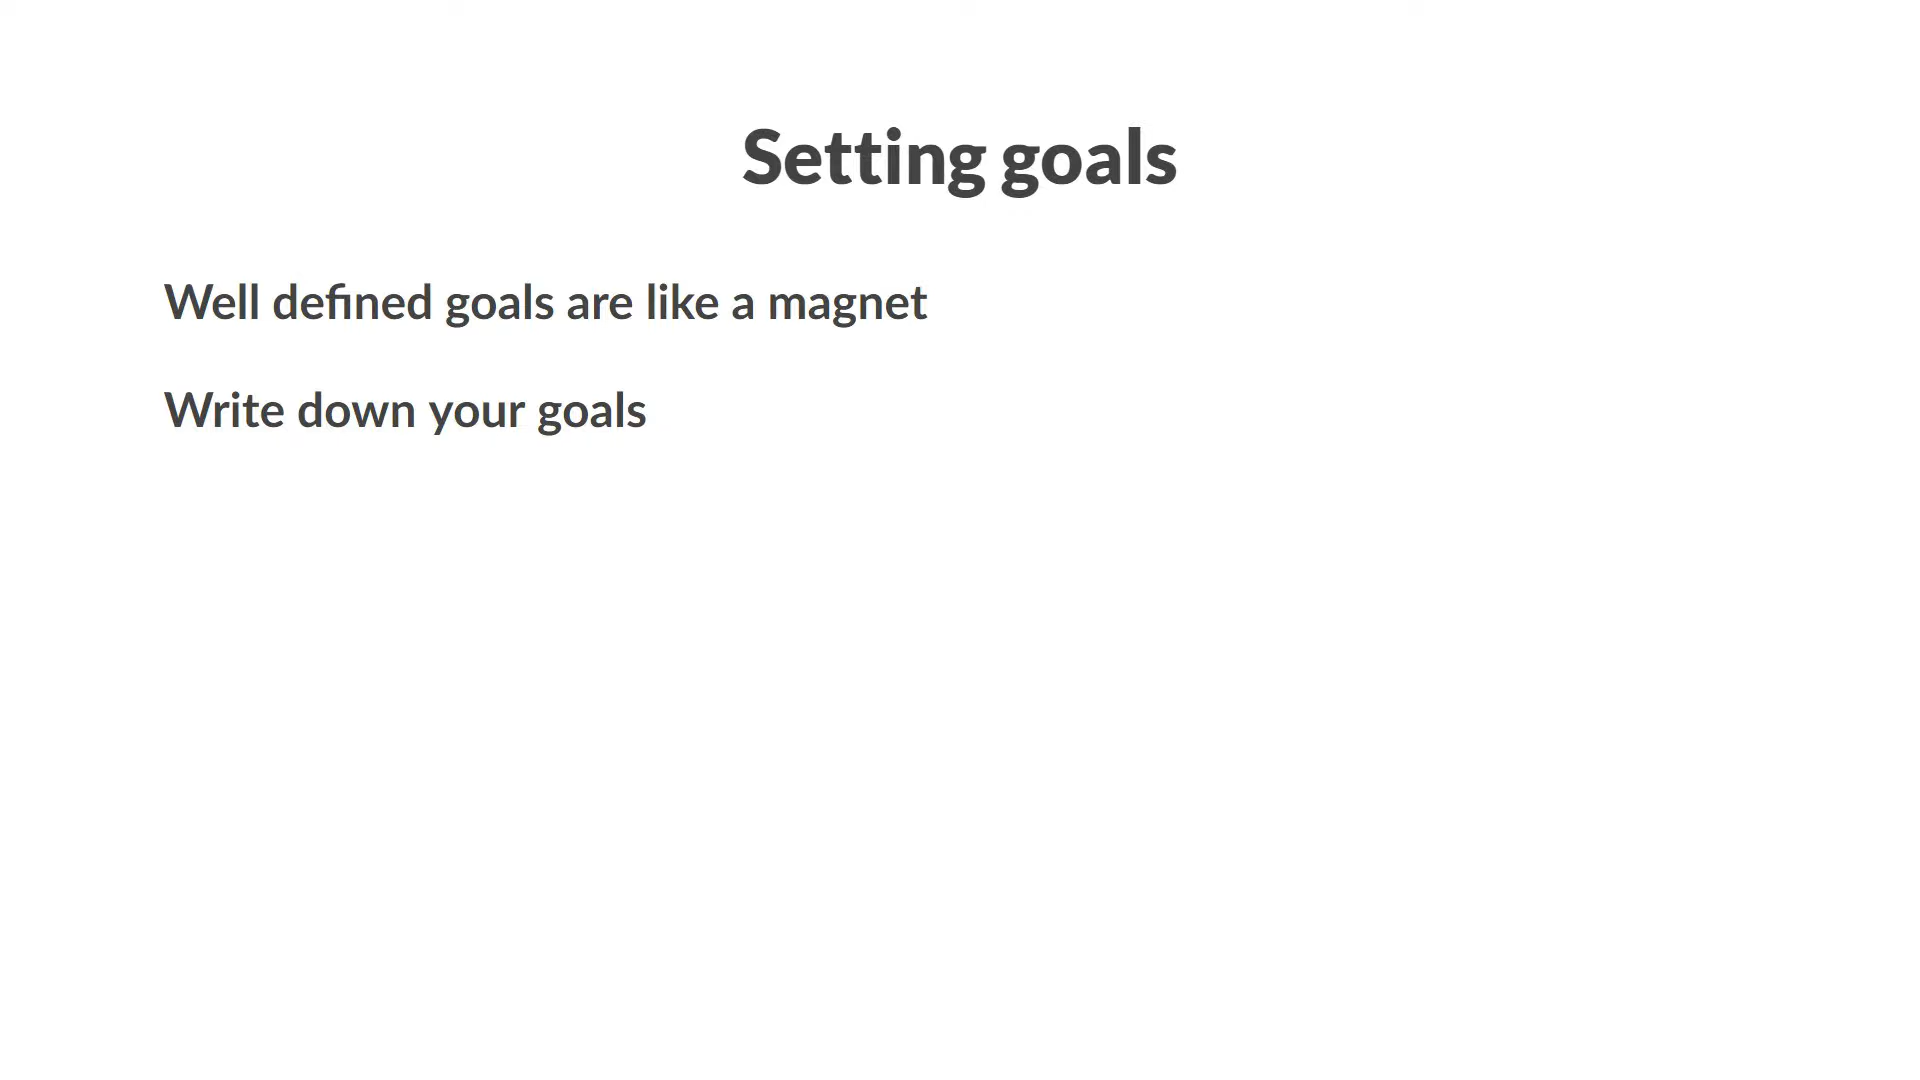 Setting goals
Well defined goals are like a magnet
Write down your goals